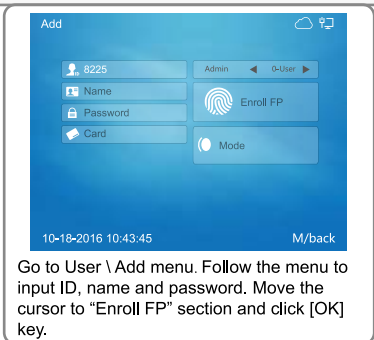 Add
8225
Admin ◀ 0-User ▶
Name
Enroll FP
Password
Card
Mode
10-18-2016 10:43:45 M/back
Go to User \ Add menu. Follow the menu to
input ID, name and password. Move the
cursor to “Enroll FP” section and click [OK]
key.